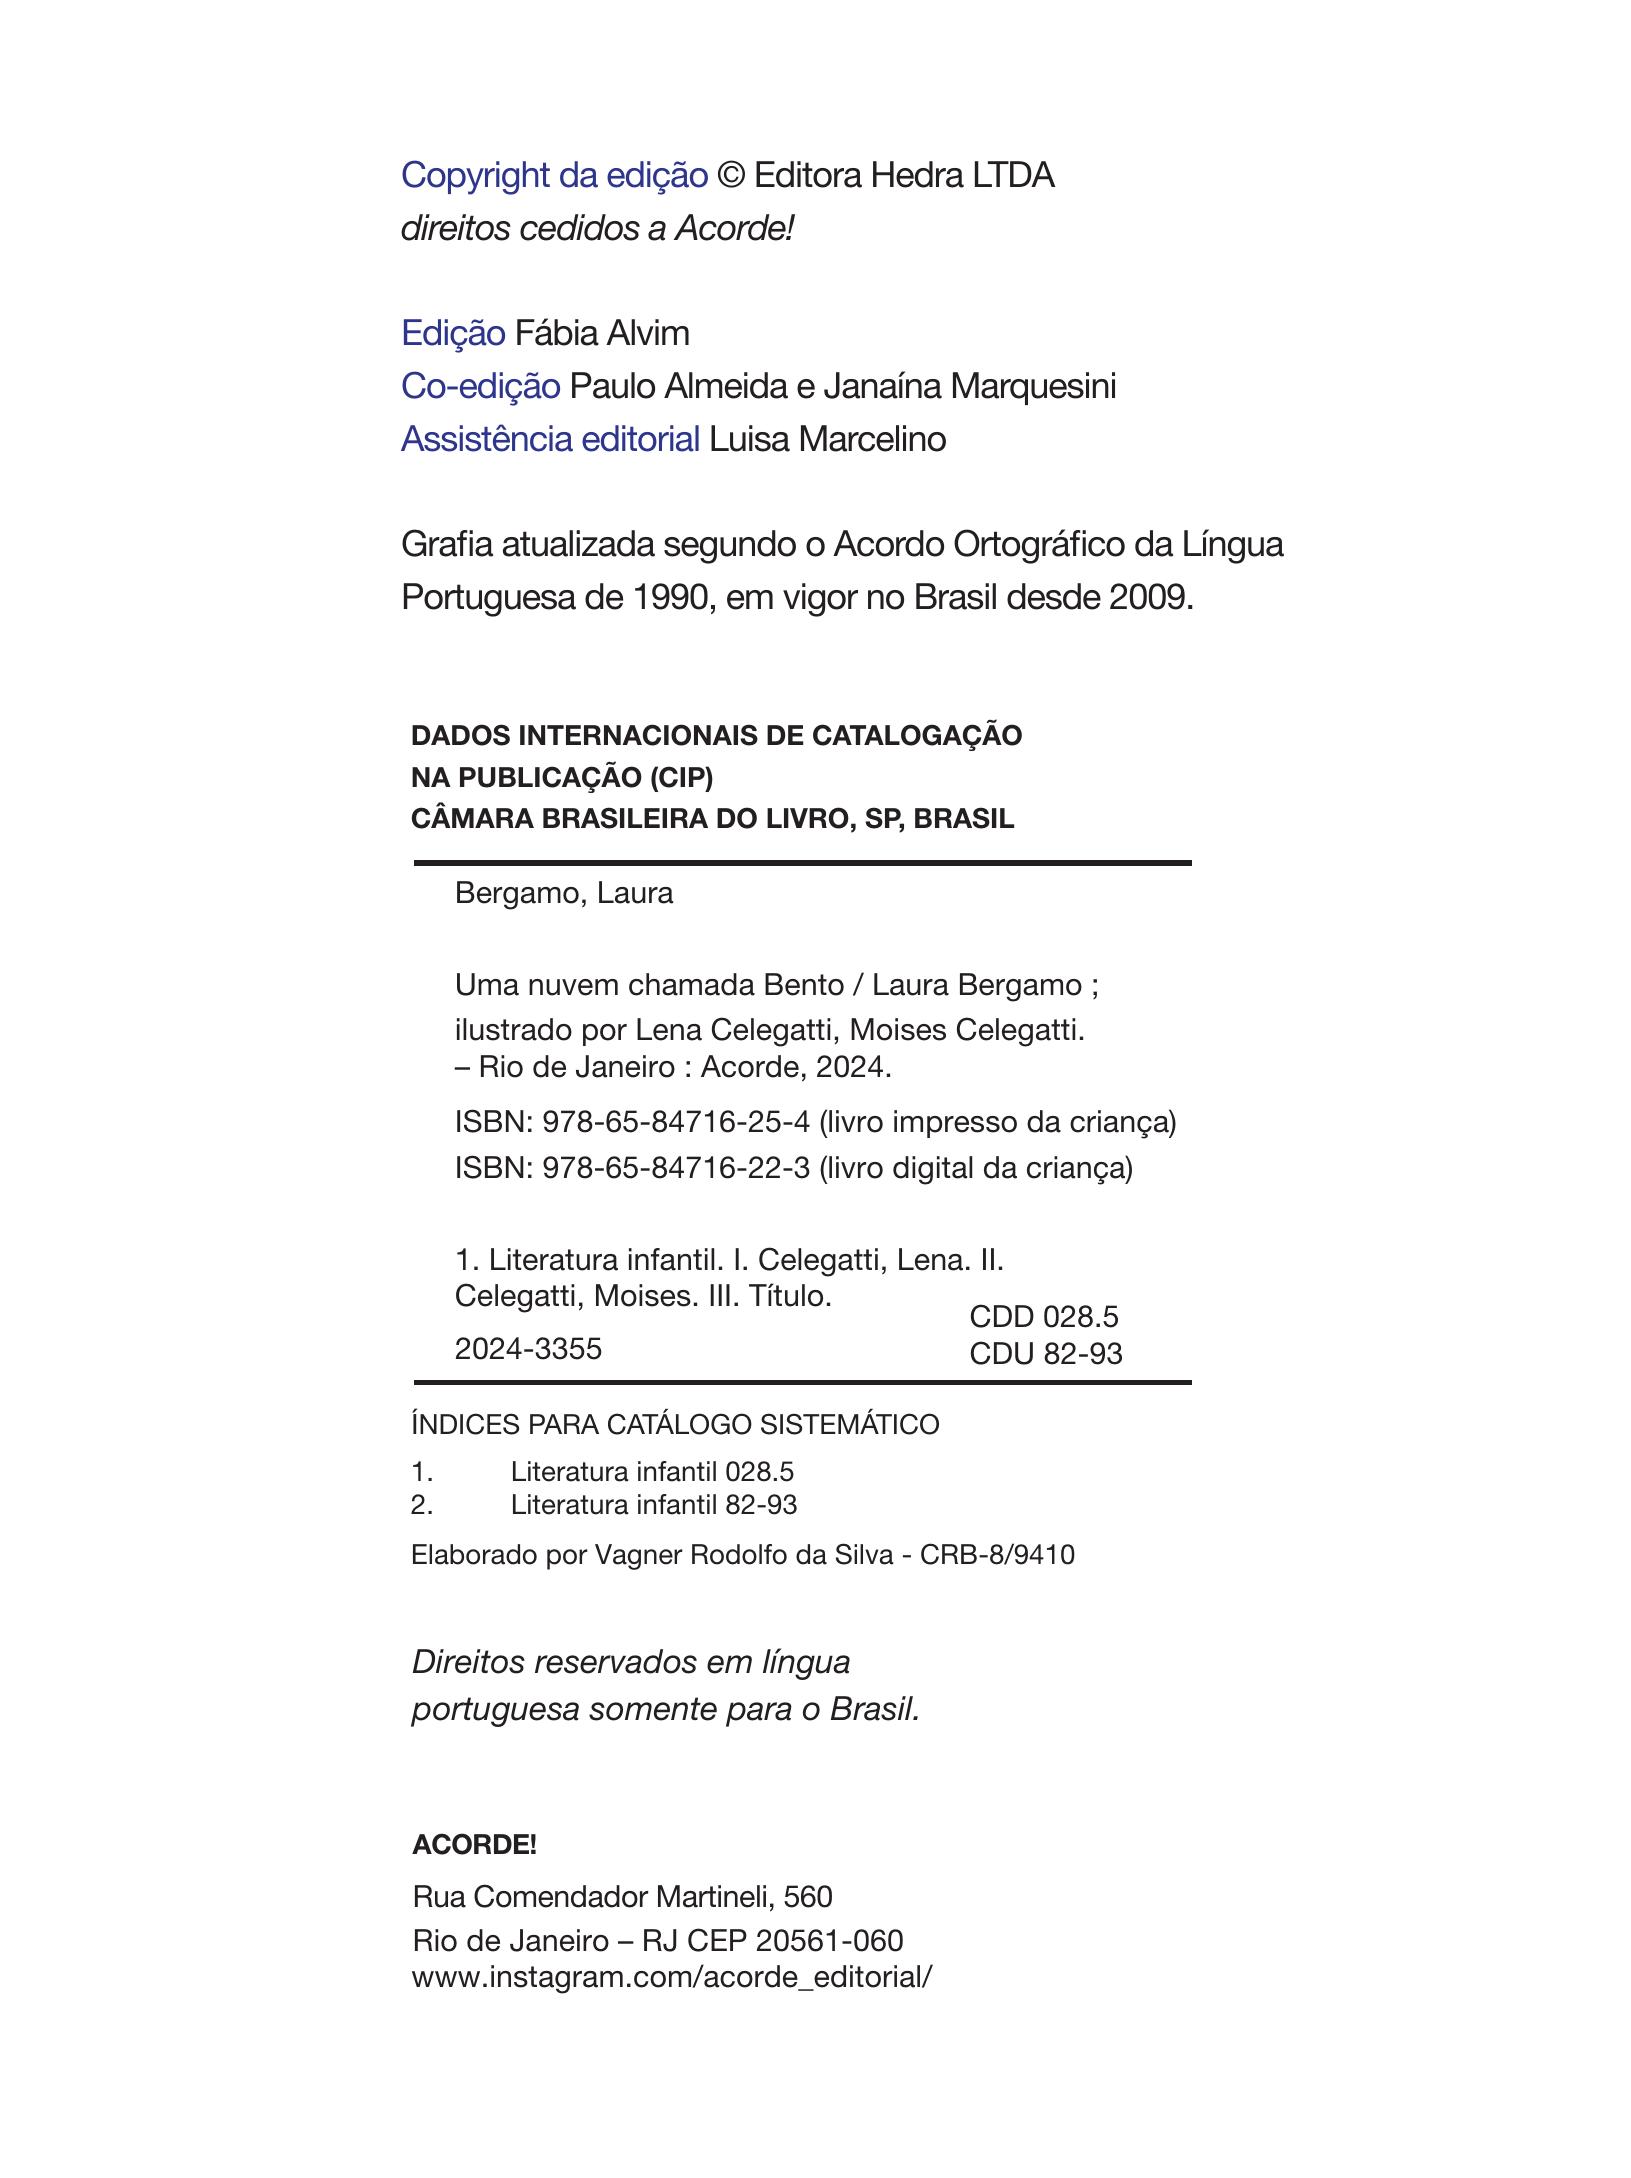 Copyright da edição © Editora Hedra LTDA
direitos cedidos a Acorde!
Edição Fábia Alvim
Co-edição Paulo Almeida e Janaína Marquesini
Assistência editorial Luisa Marcelino
Grafia atualizada segundo o Acordo Ortográfico da Língua
Portuguesa de 1990, em vigor no Brasil desde 2009.
DADOS INTERNACIONAIS DE CATALOGAÇÃO
NA PUBLICAÇÃO (CIP)
CÂMARA BRASILEIRA DO LIVRO, SP, BRASIL
Bergamo, Laura
Uma nuvem chamada Bento / Laura Bergamo ;
ilustrado por Lena Celegatti, Moises Celegatti.
– Rio de Janeiro : Acorde, 2024.
ISBN: 978-65-84716-25-4 (livro impresso da criança)
ISBN: 978-65-84716-22-3 (livro digital da criança)
1. Literatura infantil. I. Celegatti, Lena. II.
Celegatti, Moises. III. Título.
CDD 028.5
2024-3355
CDU 82-93
ÍNDICES PARA CATÁLOGO SISTEMÁTICO
1. Literatura infantil 028.5
2. Literatura infantil 82-93
Elaborado por Vagner Rodolfo da Silva - CRB-8/9410
Direitos reservados em língua
portuguesa somente para o Brasil.
ACORDE!
Rua Comendador Martineli, 560
Rio de Janeiro – RJ CEP 20561-060
www.instagram.com/acorde_editorial/